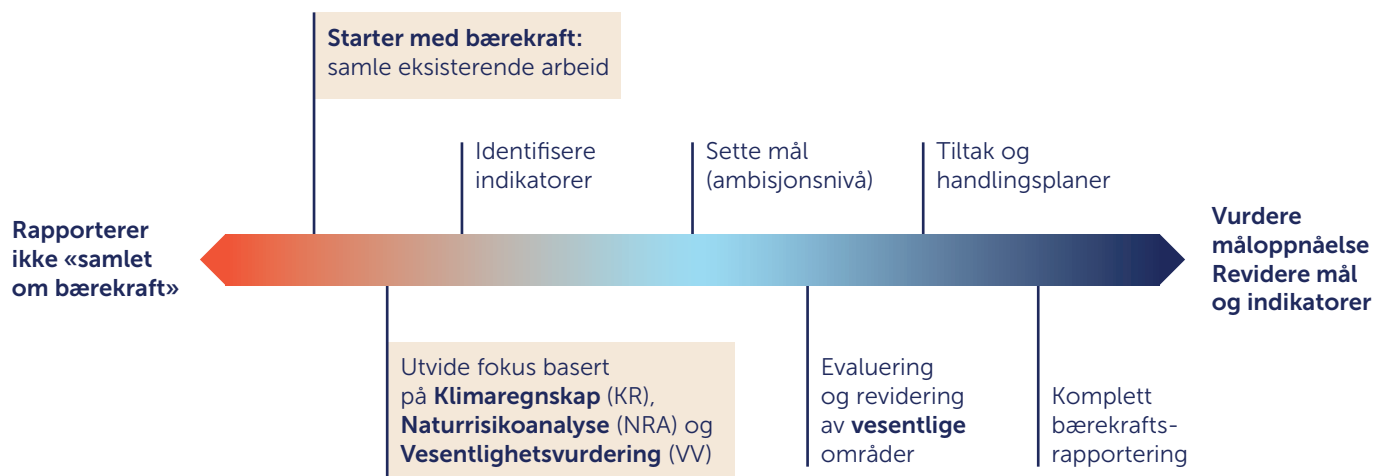 Starter med bærekraft:
samle eksisterende arbeid
Identifisere
indikatorer
Sette mål
(ambisjonsnivå)
Tiltak og
handlingsplaner
Rapporterer
ikke «samlet
om bærekraft»
Vurdere
måloppnåelse
Revidere mål
og indikatorer
Utvide fokus basert
på Klimaregnskap (KR),
Naturrisikoanalyse (NRA) og
Vesentlighetsvurdering (VV)
Evaluering
og revidering
av vesentlige
områder
Komplett
bærekrafts-
rapportering